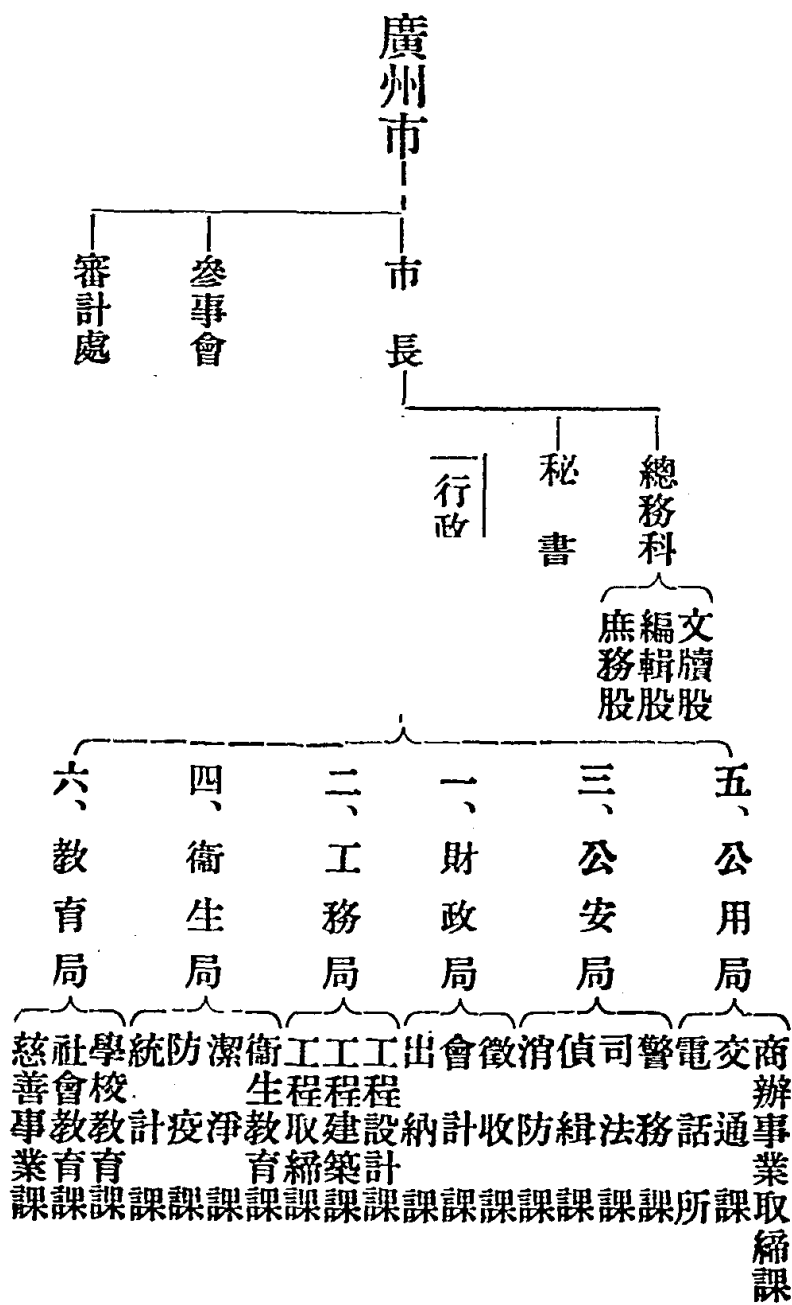 廣州市
市長
參事會
審計處
總務科
秘書
行政
文牘股
編輯股
庶務股
五、公用局
三、公安局
一、財政局
二、工務局
四、衞生局
六、教育局
商辦事業取締課
交通課
電話所
警務課
司法課
偵緝課
消防課
徵收課
會計課
出納課
工程設計課
工程建築課
工程取締課
衞生教育課
潔淨課
防疫課
統計課
學校教育課
社會教育課
慈善事業課